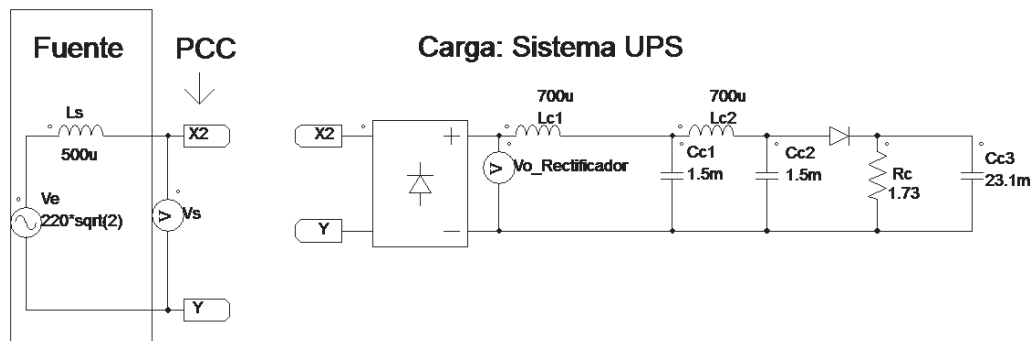 Fuente
PCC
Carga: Sistema UPS
Ls
500u
X2
Ve
220*sqrt(2)
V
Vs
Y
X2
Y
+
-
700u
Lc1
700u
Lc2
V
Vo_Rectificador
Cc1
1.5m
Cc2
1.5m
Rc
1.73
Cc3
23.1m